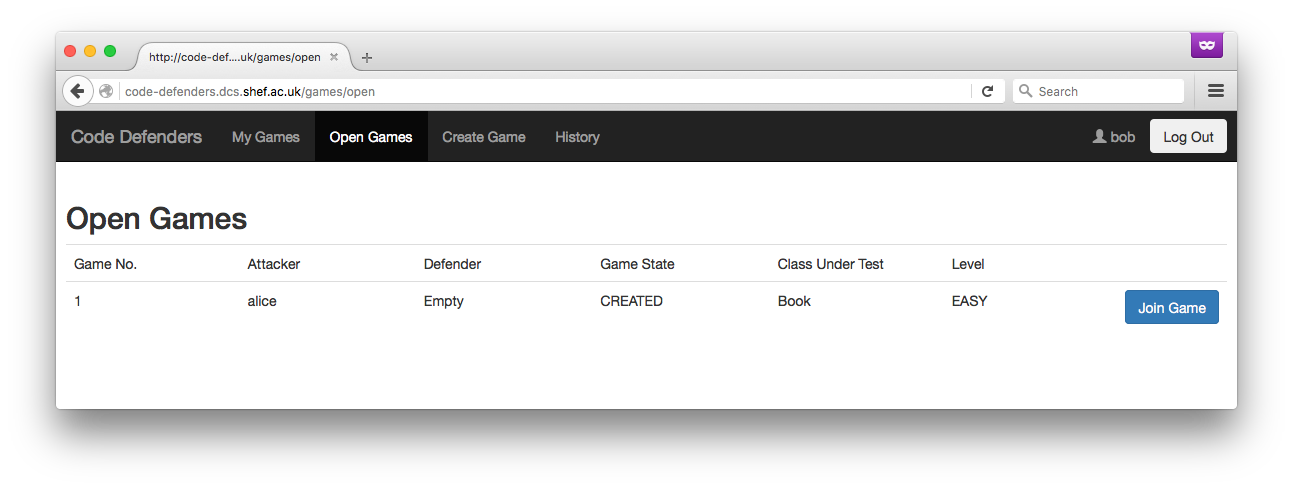 http://code-def....uk/games/open
code-defenders.dcs.shef.ac.uk/games/open
Search
Code Defenders My Games Open Games Create Game History bob Log Out
Open Games
Game No. Attacker Defender Game State Class Under Test Level
1 alice Empty CREATED Book EASY Join Game